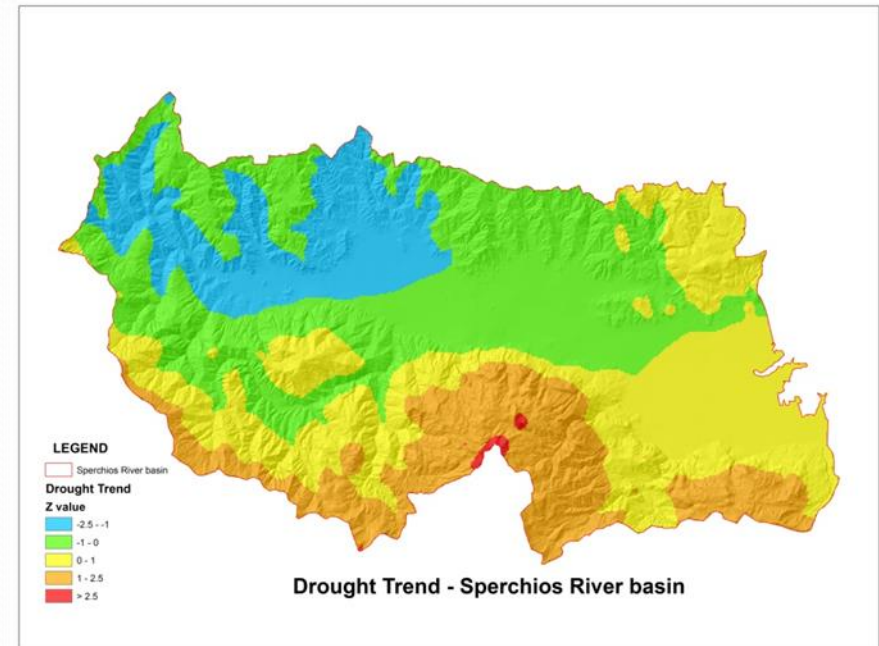 LEGEND
Sperchios River basin
Drought Trend
Z value
-2.5 - -1
-1 - 0
0 - 1
1 - 2.5
> 2.5
Drought Trend - Sperchios River basin